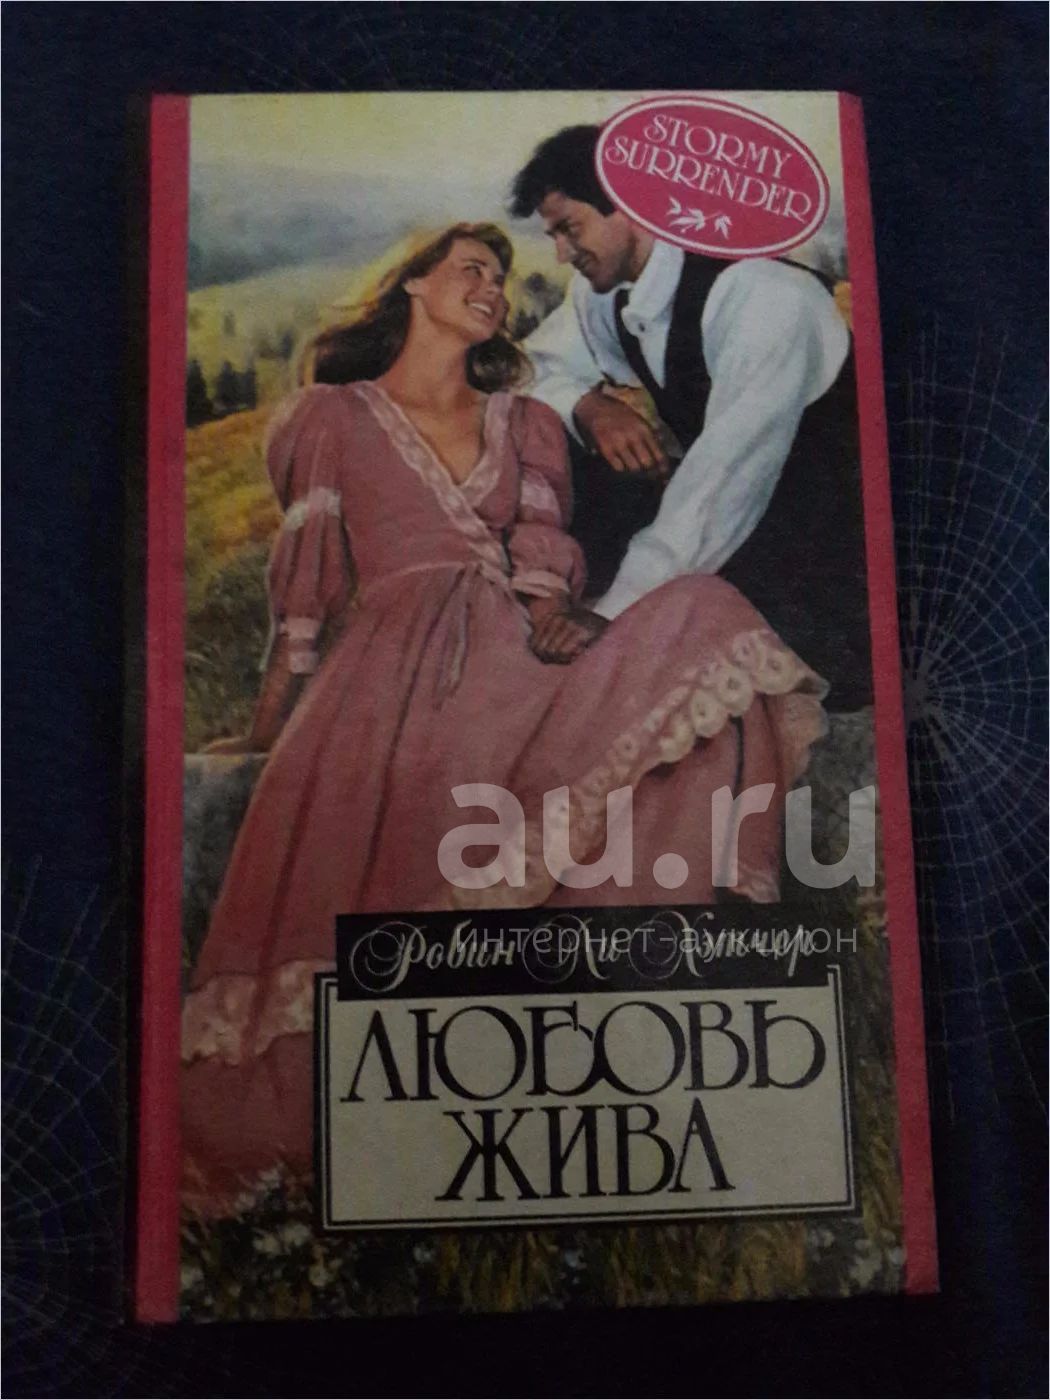 STORMY
SURRENDER
au.ru
интернет-аукцион
Робин Ли Хэтчер
ЛЮБОВЬ
ЖИВА